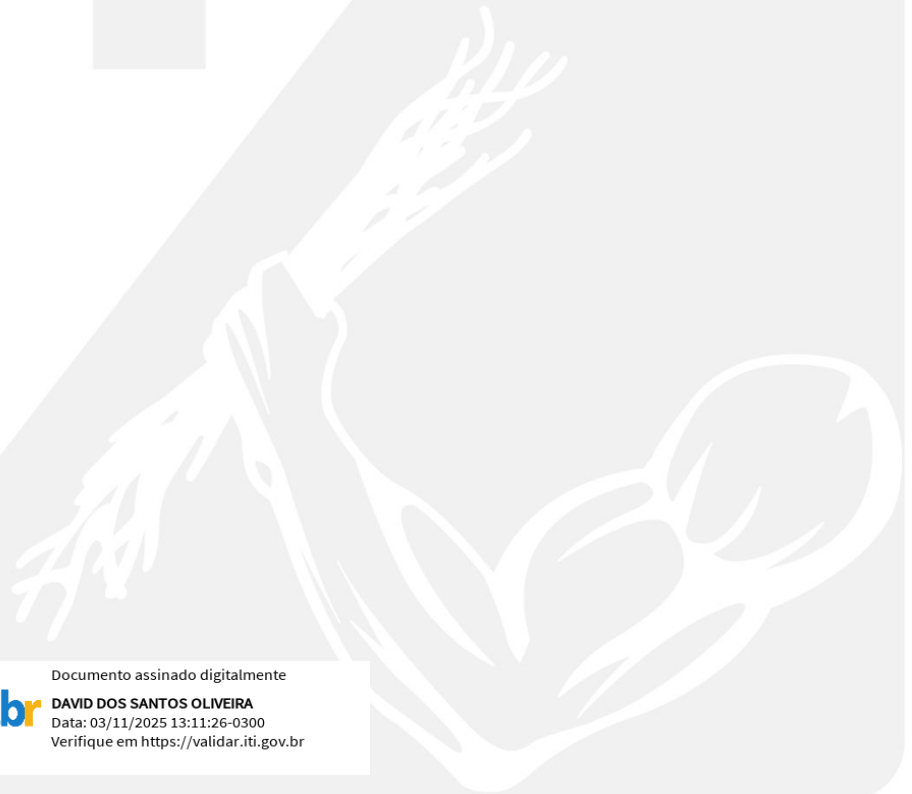 Documento assinado digitalmente
br
DAVID DOS SANTOS OLIVEIRA
Data: 03/11/2025 13:11:26-0300
Verifique em https://validar.iti.gov.br